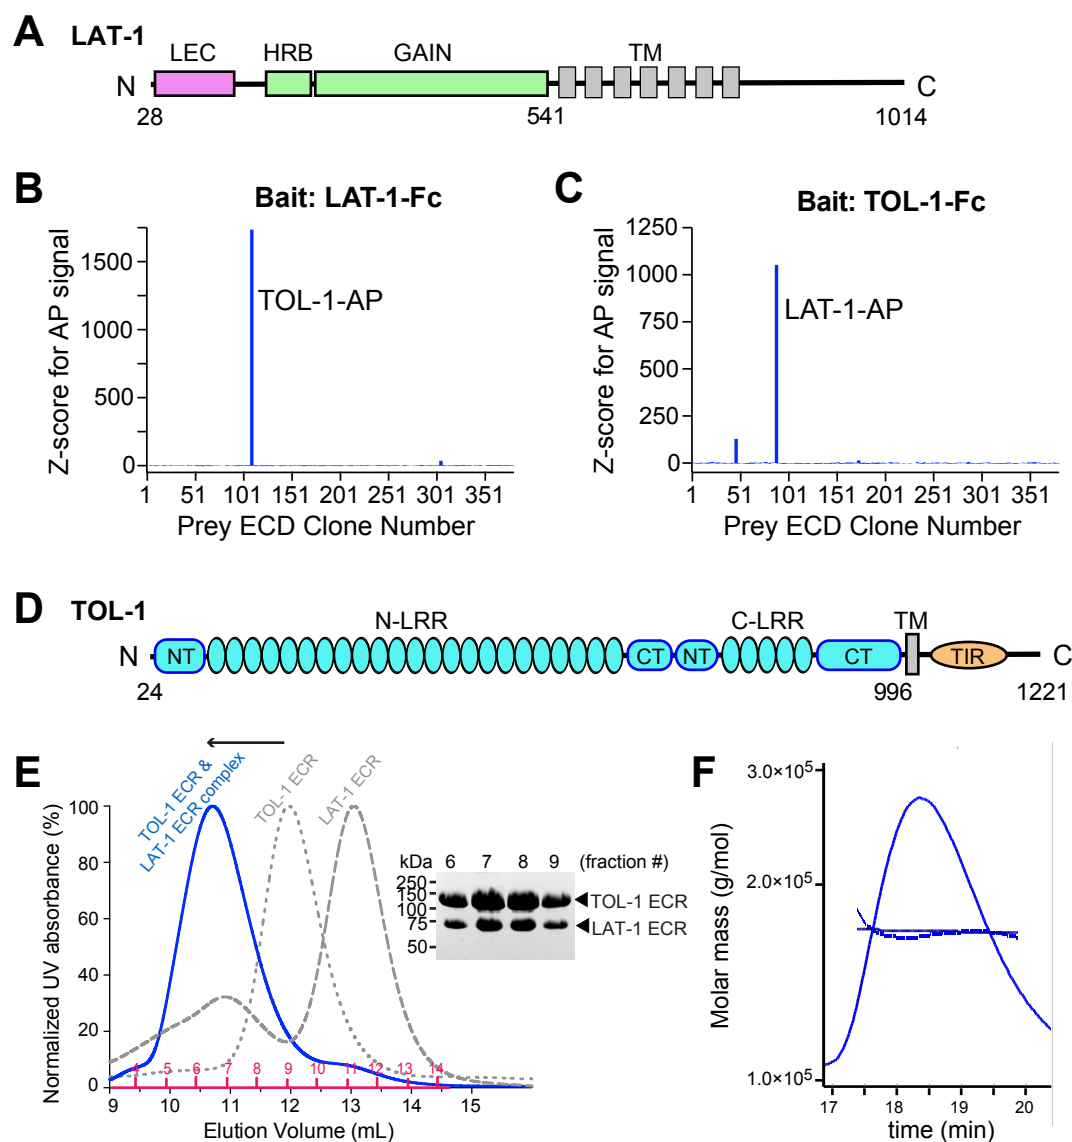 A
LAT-1
LEC HRB GAIN TM
N C
28 541 1014
B
Bait: LAT-1-Fc
Z-score for AP signal
1500
1000
500
0
TOL-1-AP
1 51 101 151 201 251 301 351
Prey ECD Clone Number
C
Bait: TOL-1-Fc
Z-score for AP signal
1250
1000
750
500
250
0
LAT-1-AP
1 51 101 151 201 251 301 351
Prey ECD Clone Number
D
TOL-1
N-LRR C-LRR TM
N NT CT NT CT TIR C
24 996 1221
E
TOL-1 ECR &
LAT-1 ECR complex
TOL-1 ECR
LAT-1 ECR
Normalized UV absorbance (%)
100
80
60
40
20
0
4 5 6 7 8 9 10 11 12 13 14
9 10 11 12 13 14 15
Elution Volume (mL)
kDa 6 7 8 9 (fraction #)
250
150
100
75
50
TOL-1 ECR
LAT-1 ECR
F
Molar mass (g/mol)
3.0×10⁵
2.0×10⁵
1.0×10⁵
17 18 19 20
time (min)